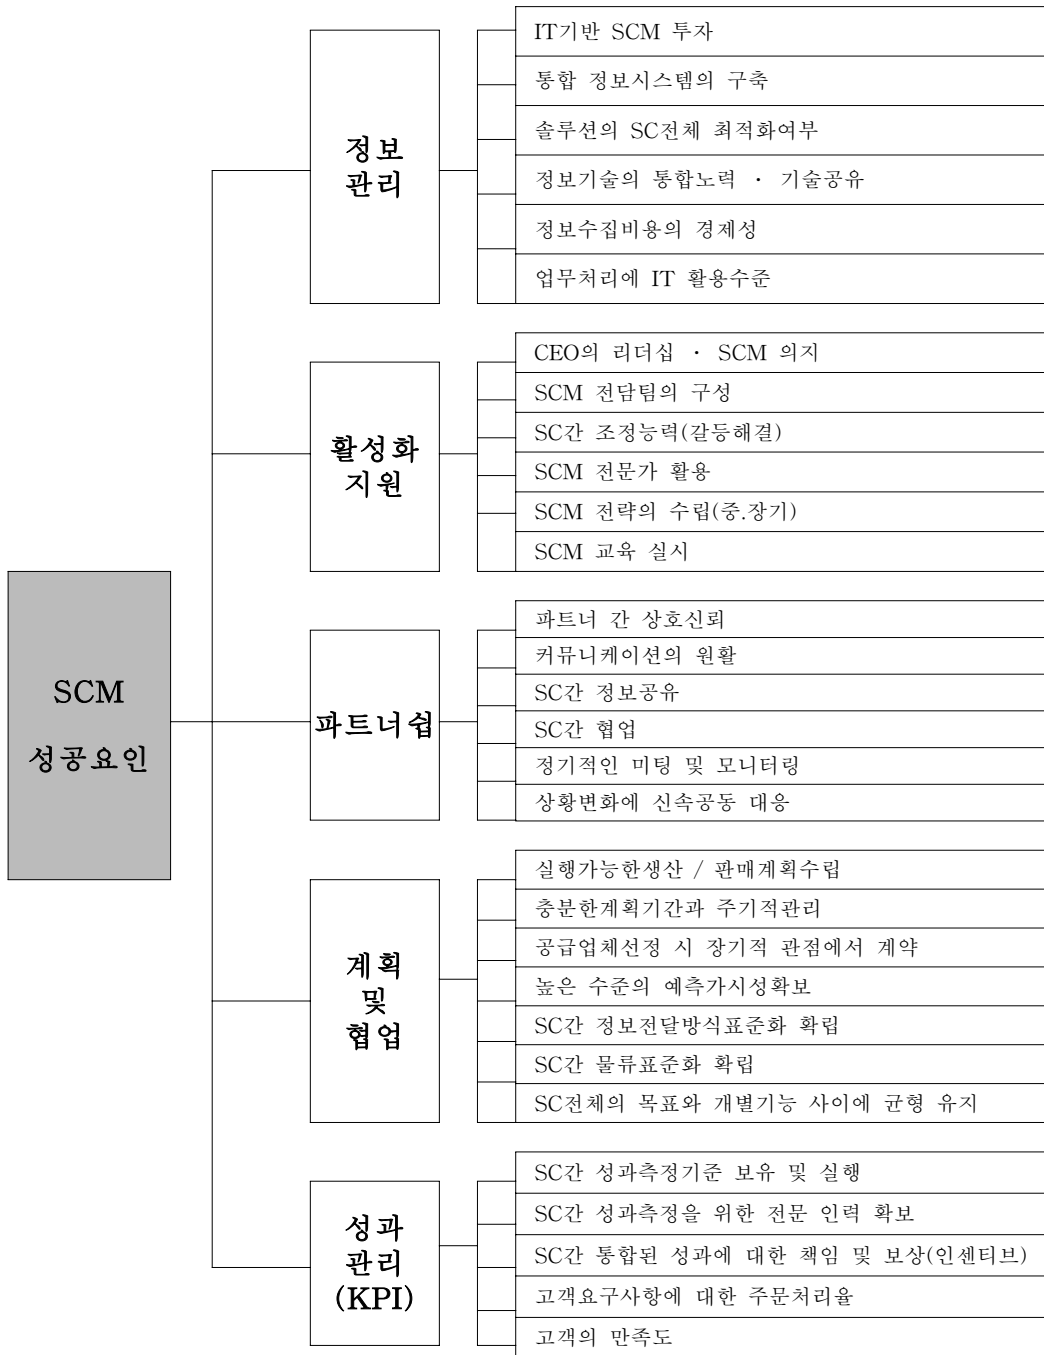 SCM
성공요인
정보
관리
IT기반 SCM 투자
통합 정보시스템의 구축
솔루션의 SC전체 최적화여부
정보기술의 통합노력 · 기술공유
정보수집비용의 경제성
업무처리에 IT 활용수준
활성화
지원
CEO의 리더십 · SCM 의지
SCM 전담팀의 구성
SC간 조정능력(갈등해결)
SCM 전문가 활용
SCM 전략의 수립(중.장기)
SCM 교육 실시
파트너쉽
파트너 간 상호신뢰
커뮤니케이션의 원활
SC간 정보공유
SC간 협업
정기적인 미팅 및 모니터링
상황변화에 신속공동 대응
계획
및
협업
실행가능한생산 / 판매계획수립
충분한계획기간과 주기적관리
공급업체선정 시 장기적 관점에서 계약
높은 수준의 예측가시성확보
SC간 정보전달방식표준화 확립
SC간 물류표준화 확립
SC전체의 목표와 개별기능 사이에 균형 유지
성과
관리
(KPI)
SC간 성과측정기준 보유 및 실행
SC간 성과측정을 위한 전문 인력 확보
SC간 통합된 성과에 대한 책임 및 보상(인센티브)
고객요구사항에 대한 주문처리율
고객의 만족도